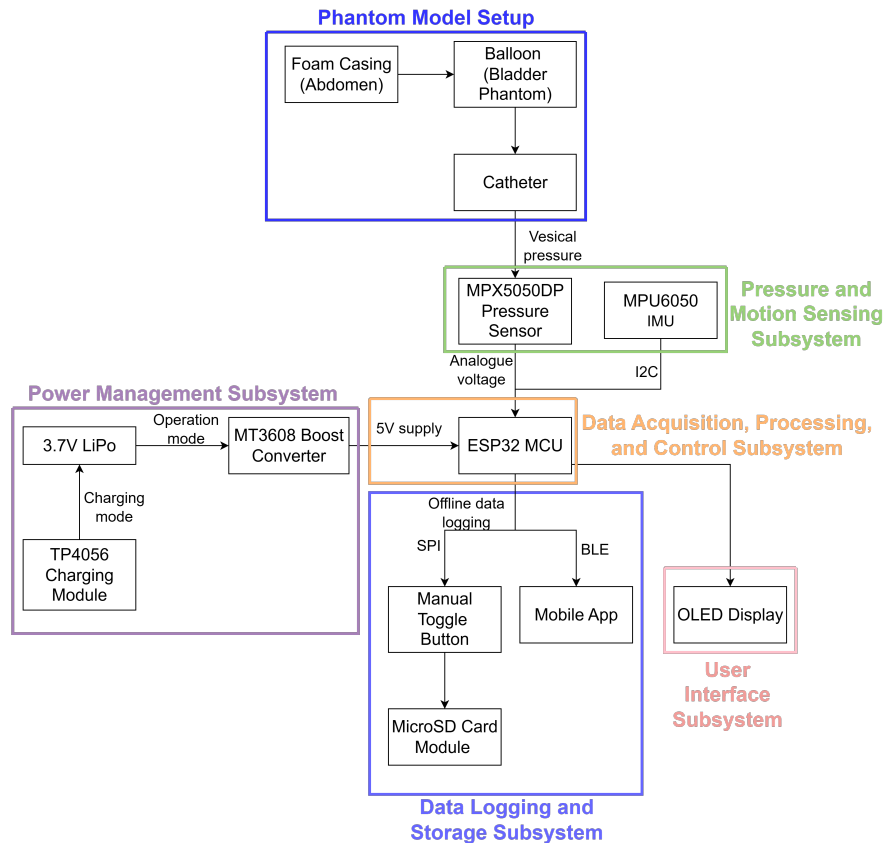 Phantom Model Setup
Foam Casing
(Abdomen)
Balloon
(Bladder
Phantom)
Catheter
Vesical
pressure
MPX5050DP
Pressure
Sensor
MPU6050
IMU
Pressure and
Motion Sensing
Subsystem
Analogue
voltage
I2C
Power Management Subsystem
Operation
mode
3.7V LiPo
MT3608 Boost
Converter
5V supply
ESP32 MCU
Data Acquisition, Processing,
and Control Subsystem
Charging
mode
TP4056
Charging
Module
Offline data
logging
SPI
BLE
Manual
Toggle
Button
Mobile App
OLED Display
User
Interface
Subsystem
MicroSD Card
Module
Data Logging and
Storage Subsystem